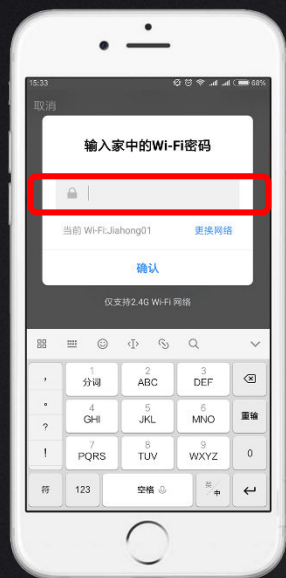 15:33
68%
取消
输入家中的Wi-Fi密码
当前 Wi-Fi:Jiahong01 更换网络
确认
仅支持2.4G Wi-Fi 网络
, 1 2 3
分词 ABC DEF
。 4 5 6
? GHI JKL MNO 重输
! 7 8 9
PQRS TUV WXYZ 0
符 123 空格 英/中